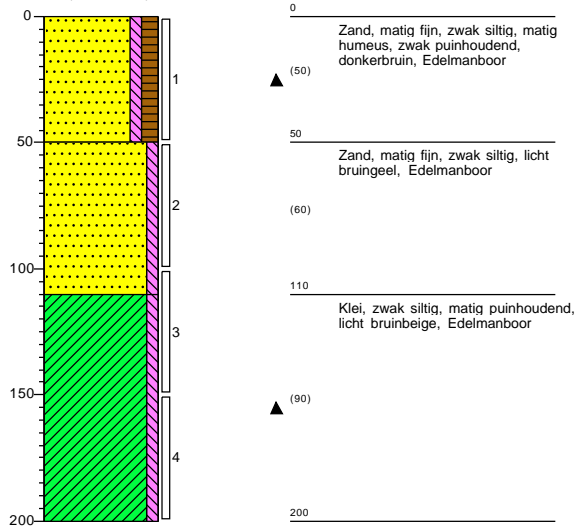 0
50
100
150
200
1
2
3
4
0
Zand, matig fijn, zwak siltig, matig
humeus, zwak puinhoudend,
donkerbruin, Edelmanboor
(50)
50
Zand, matig fijn, zwak siltig, licht
bruingeel, Edelmanboor
(60)
110
Klei, zwak siltig, matig puinhoudend,
licht bruinbeige, Edelmanboor
(90)
200